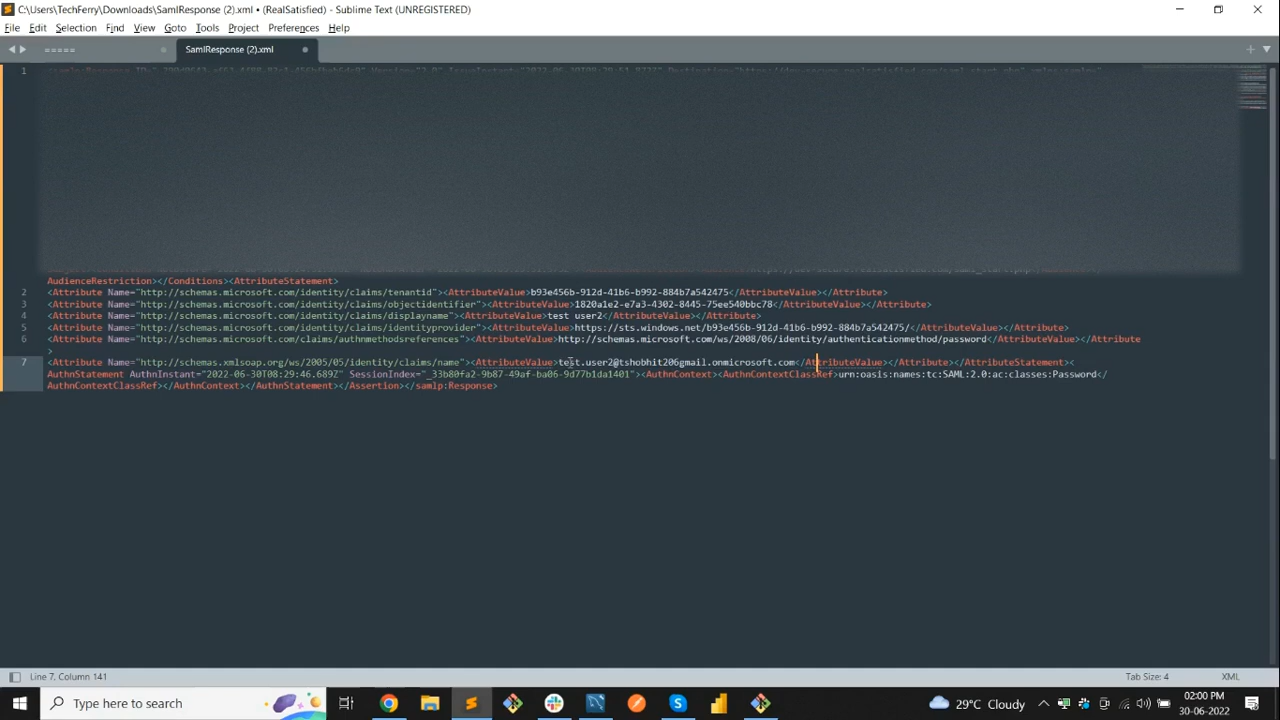 C:\Users\TechFerry\Downloads\SamlResponse (2).xml • (RealSatisfied) - Sublime Text (UNREGISTERED)
File Edit Selection Find View Goto Tools Project Preferences Help
===== SamlResponse (2).xml
1
AudienceRestriction></Conditions><AttributeStatement>
2 <Attribute Name="http://schemas.microsoft.com/identity/claims/tenantid"><AttributeValue>b93e456b-912d-41b6-b992-884b7a542475</AttributeValue></Attribute>
3 <Attribute Name="http://schemas.microsoft.com/identity/claims/objectidentifier"><AttributeValue>1820a1e2-e7a3-4302-8445-75ee540bbc78</AttributeValue></Attribute>
4 <Attribute Name="http://schemas.microsoft.com/identity/claims/displayname"><AttributeValue>test user2</AttributeValue></Attribute>
5 <Attribute Name="http://schemas.microsoft.com/identity/claims/identityprovider"><AttributeValue>https://sts.windows.net/b93e456b-912d-41b6-b992-884b7a542475/</AttributeValue></Attribute>
6 <Attribute Name="http://schemas.microsoft.com/claims/authnmethodsreferences"><AttributeValue>http://schemas.microsoft.com/ws/2008/06/identity/authenticationmethod/password</AttributeValue></Attribute
>
7 <Attribute Name="http://schemas.xmlsoap.org/ws/2005/05/identity/claims/name"><AttributeValue>test.user2@tshobhit206gmail.onmicrosoft.com</AttributeValue></Attribute></AttributeStatement><
AuthnStatement AuthnInstant="2022-06-30T08:29:46.689Z" SessionIndex="_33b80fa2-9b87-49af-ba06-9d77b1da1401"><AuthnContext><AuthnContextClassRef>urn:oasis:names:tc:SAML:2.0:ac:classes:Password</
AuthnContextClassRef></AuthnContext></AuthnStatement></Assertion></samlp:Response>
Line 7, Column 141 Tab Size: 4 XML
Type here to search 29°C Cloudy 02:00 PM
30-06-2022